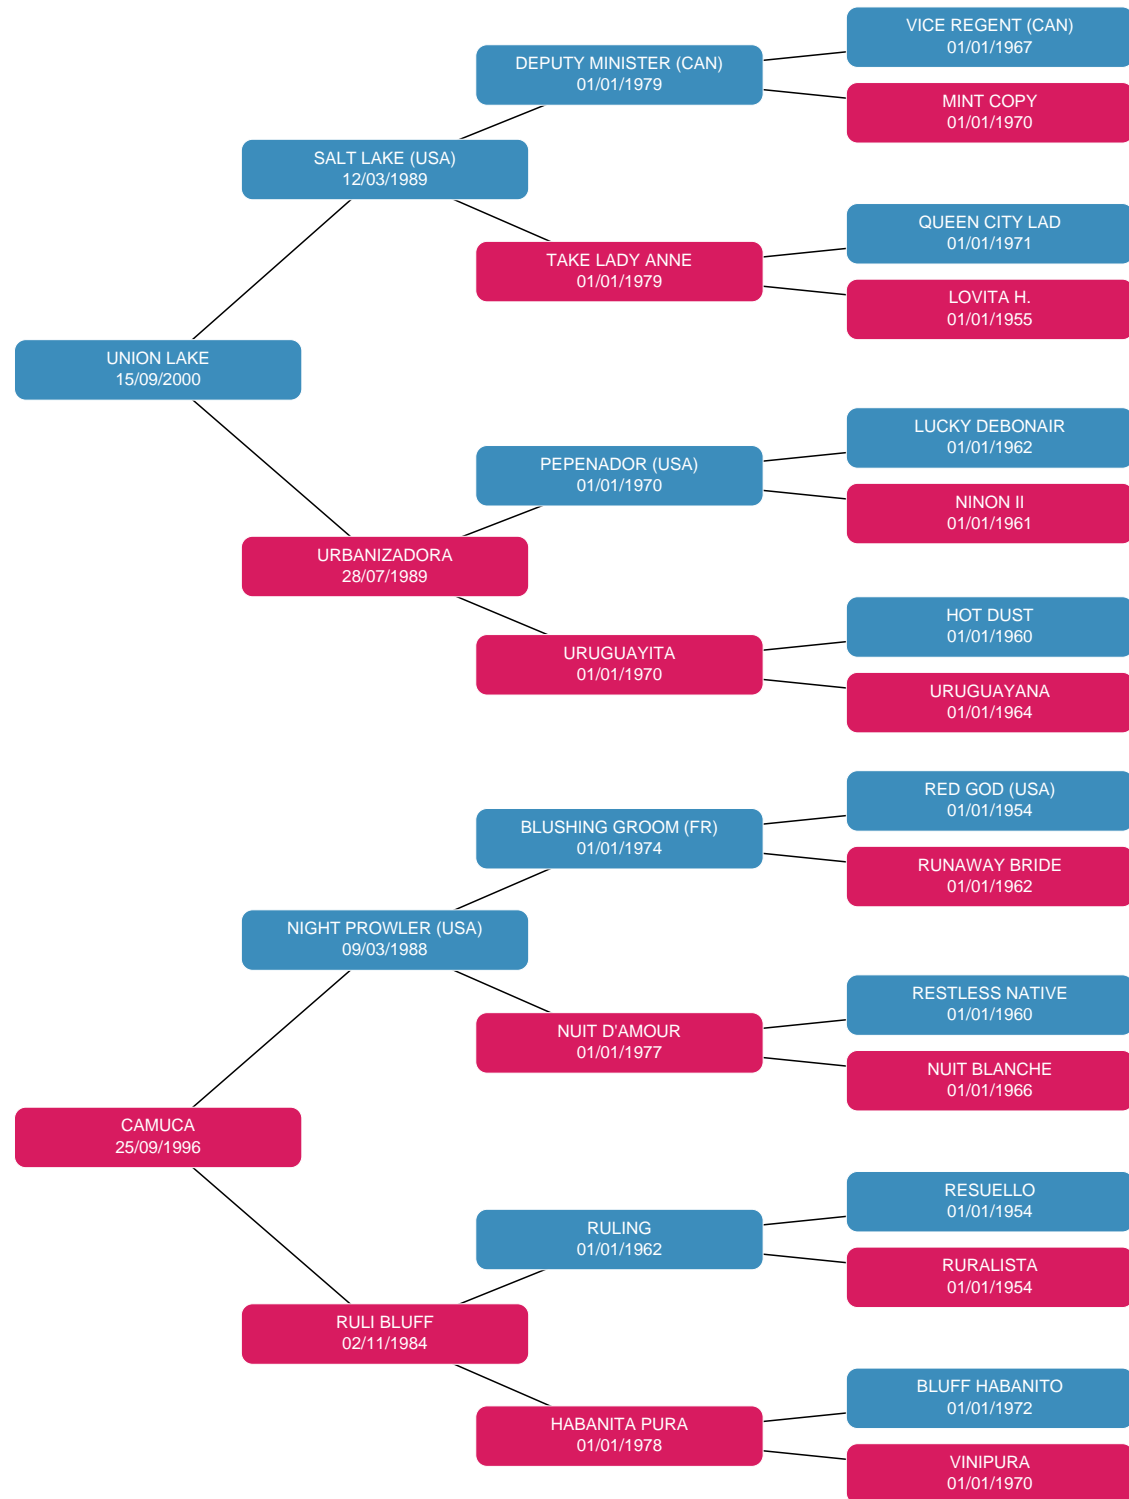 VICE REGENT (CAN)
01/01/1967
DEPUTY MINISTER (CAN)
01/01/1979
MINT COPY
01/01/1970
SALT LAKE (USA)
12/03/1989
QUEEN CITY LAD
01/01/1971
TAKE LADY ANNE
01/01/1979
LOVITA H.
01/01/1955
UNION LAKE
15/09/2000
LUCKY DEBONAIR
01/01/1962
PEPENADOR (USA)
01/01/1970
NINON II
01/01/1961
URBANIZADORA
28/07/1989
HOT DUST
01/01/1960
URUGUAYITA
01/01/1970
URUGUAYANA
01/01/1964
RED GOD (USA)
01/01/1954
BLUSHING GROOM (FR)
01/01/1974
RUNAWAY BRIDE
01/01/1962
NIGHT PROWLER (USA)
09/03/1988
RESTLESS NATIVE
01/01/1960
NUIT D'AMOUR
01/01/1977
NUIT BLANCHE
01/01/1966
CAMUCA
25/09/1996
RESUELLO
01/01/1954
RULING
01/01/1962
RURALISTA
01/01/1954
RULI BLUFF
02/11/1984
BLUFF HABANITO
01/01/1972
HABANITA PURA
01/01/1978
VINIPURA
01/01/1970